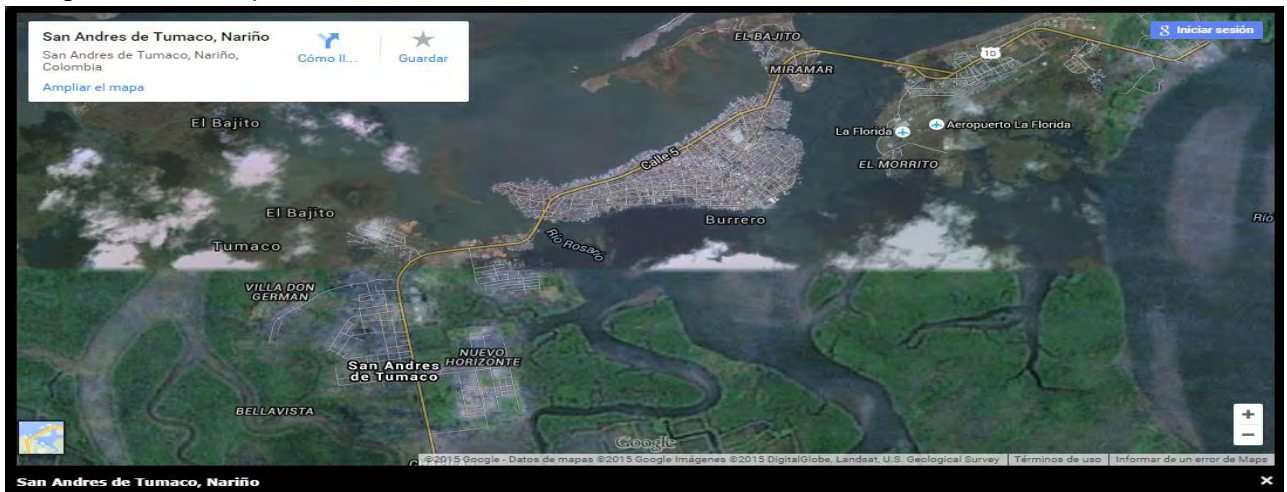 San Andres de Tumaco, Nariño
San Andres de Tumaco, Nariño,
Colombia
Ampliar el mapa
Cómo ll...
Guardar
Iniciar sesión
EL BAJITO
10
MIRAMAR
El Bajito
La Florida
Aeropuerto La Florida
Calle 5
EL MORRITO
El Bajito
Burrero
Río
Tumaco
Río Rosario
VILLA DON
GERMAN
NUEVO
HORIZONTE
San Andres
de Tumaco
BELLAVISTA
+
−
Google
©2015 Google - Datos de mapas ©2015 Google Imágenes ©2015 DigitalGlobe, Landsat, U.S. Geological Survey
Términos de uso
Informar de un error de Maps
San Andres de Tumaco, Nariño
×